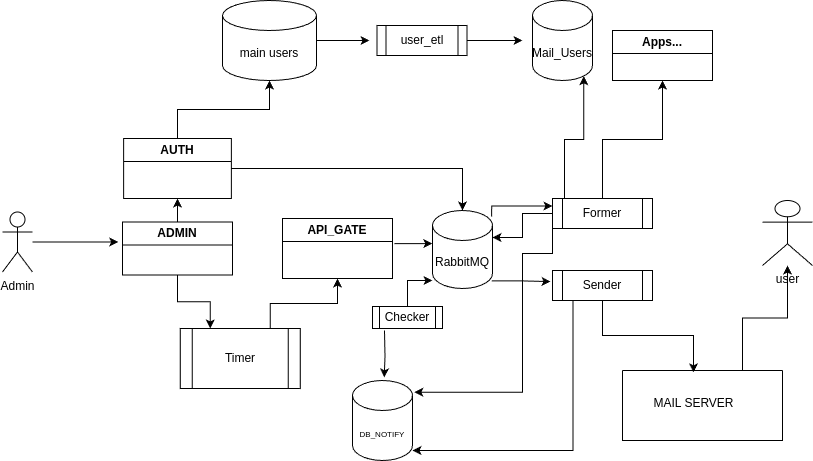 main users
user_etl
Mail_Users
Apps...
AUTH
ADMIN
API_GATE
Former
RabbitMQ
Admin
user
Sender
Checker
Timer
MAIL SERVER
DB_NOTIFY